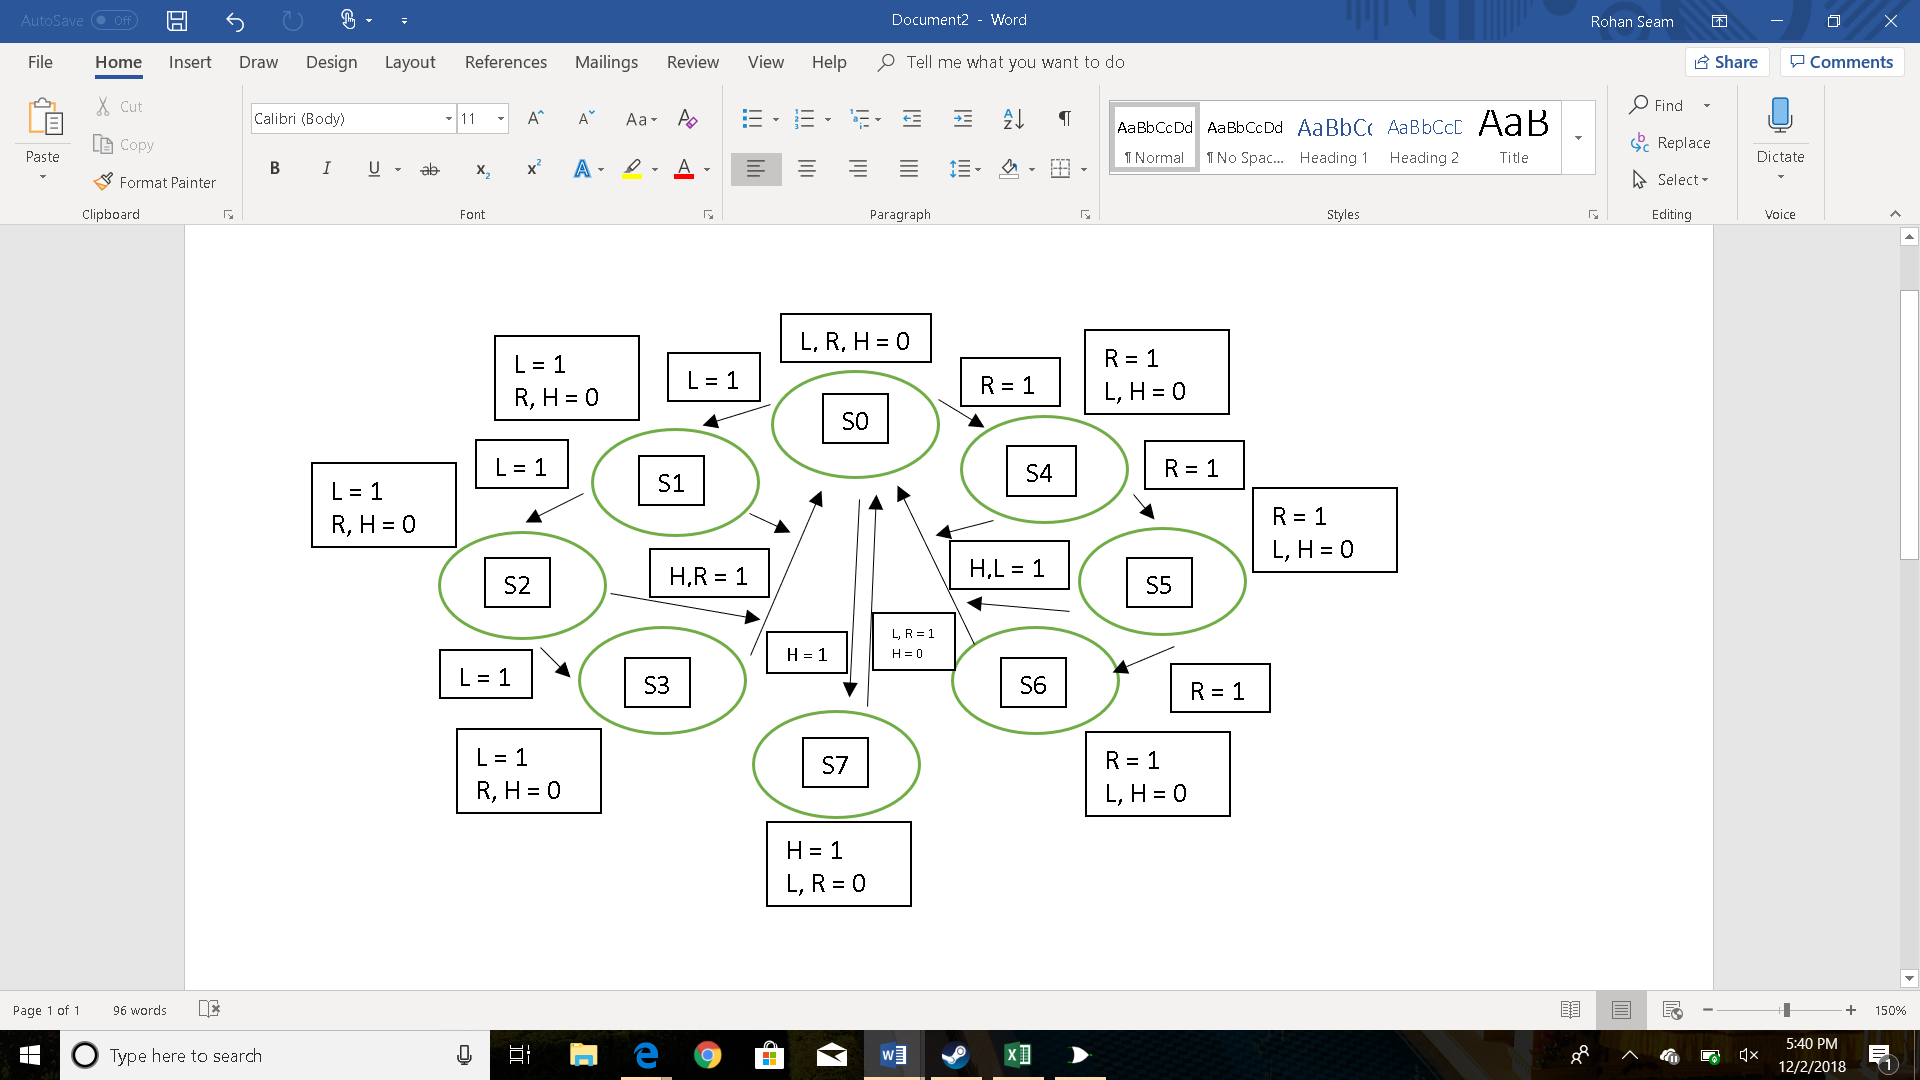 AutoSave Off
Document2 - Word
Rohan Seam
File Home Insert Draw Design Layout References Mailings Review View Help Tell me what you want to do
Share Comments
Paste
Cut
Copy
Format Painter
Clipboard
Calibri (Body) 11
Aa
B I U ab x₂ x² A A
Font
Paragraph
AaBbCcDd
¶ Normal
AaBbCcDd
¶ No Spac...
AaBbCc
Heading 1
AaBbCcD
Heading 2
AaB
Title
Styles
Find
Replace
Select
Editing
Dictate
Voice
L, R, H = 0
L = 1
R, H = 0
L = 1
R = 1
R = 1
L, H = 0
S0
L = 1
S1
S4
R = 1
L = 1
R, H = 0
R = 1
L, H = 0
S2
H,R = 1
H,L = 1
S5
L = 1
S3
H = 1
L, R = 1
H = 0
S6
R = 1
L = 1
R, H = 0
S7
R = 1
L, H = 0
H = 1
L, R = 0
Page 1 of 1 96 words
150%
Type here to search
5:40 PM
12/2/2018
1